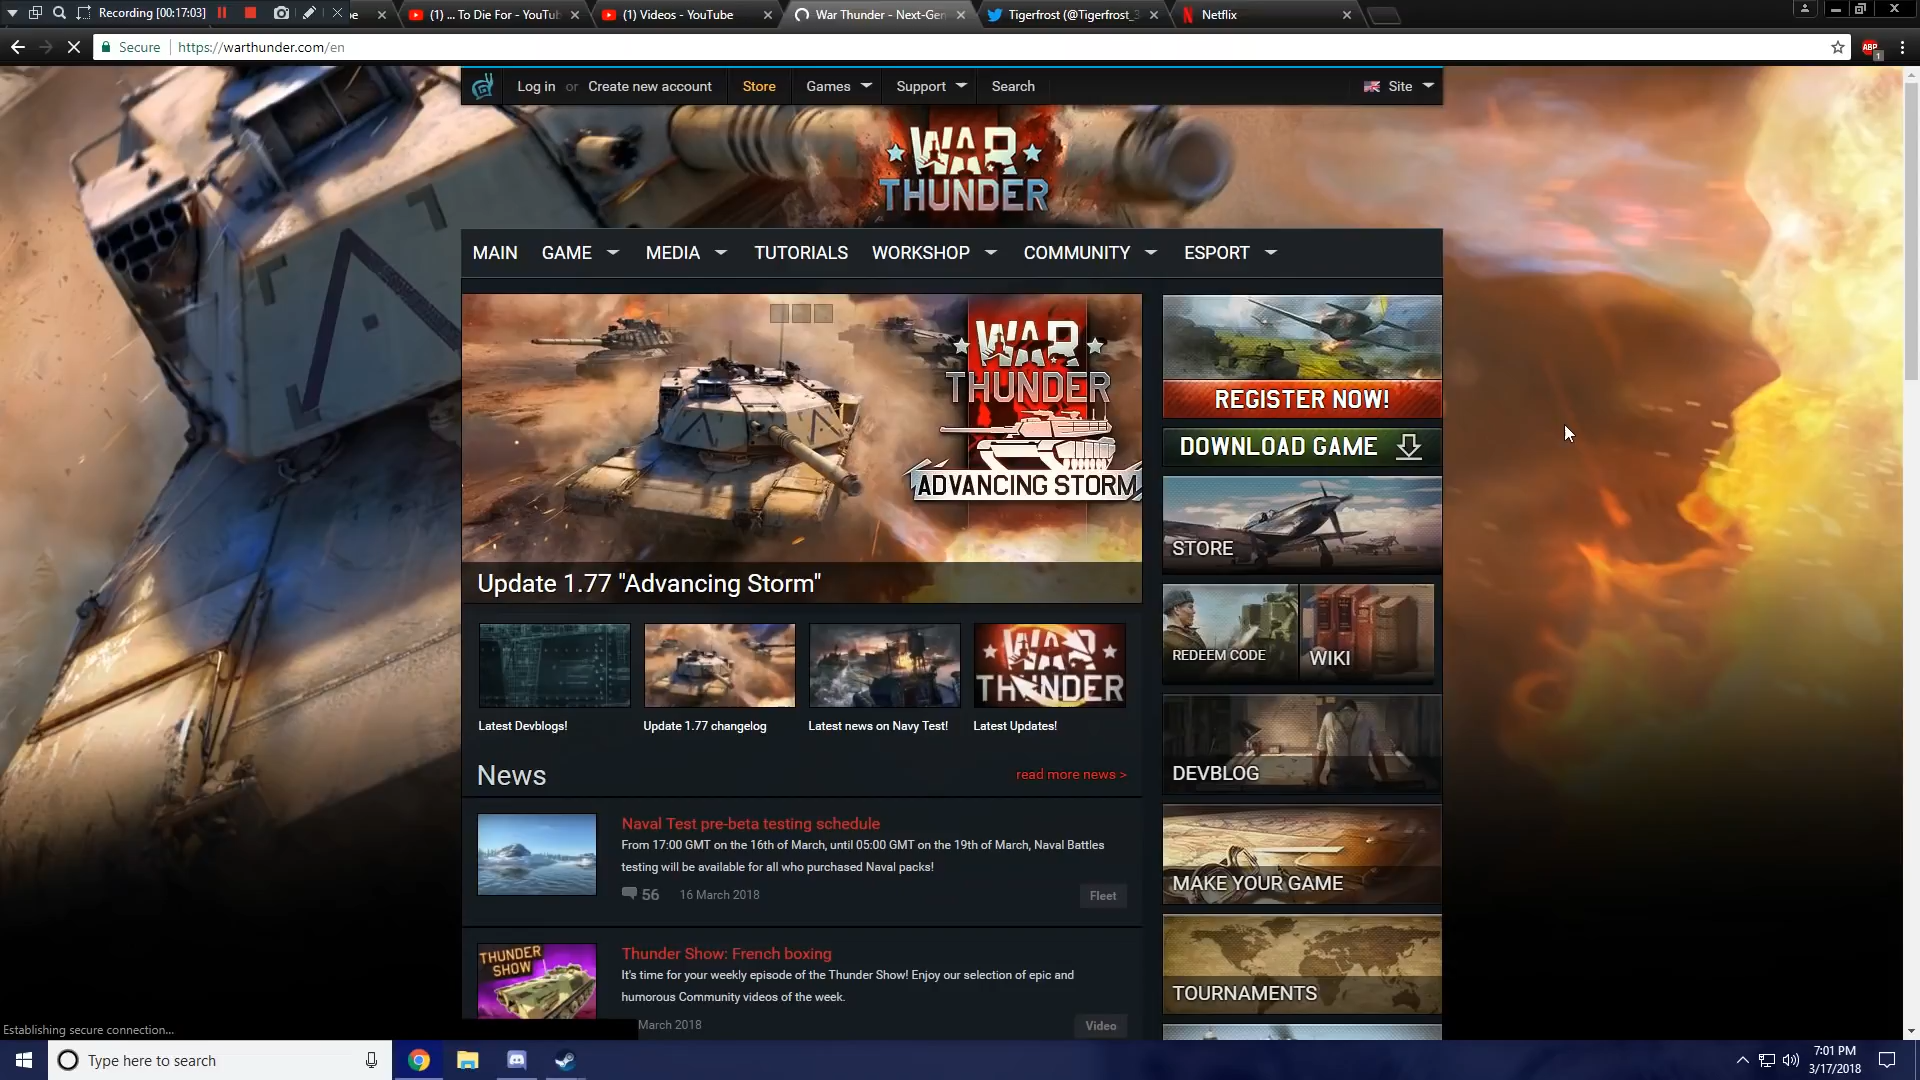 Recording [00:17:03]
(1) ... To Die For - YouTub
(1) Videos - YouTube
War Thunder - Next-Gen
Tigerfrost (@Tigerfrost_3
Netflix
Secure
https://warthunder.com/en
ABP
1
Log in or Create new account
Store
Games
Support
Search
Site
WAR
THUNDER
MAIN
GAME
MEDIA
TUTORIALS
WORKSHOP
COMMUNITY
ESPORT
WAR
THUNDER
ADVANCING STORM
Update 1.77 "Advancing Storm"
REGISTER NOW!
DOWNLOAD GAME
STORE
REDEEM CODE
WIKI
DEVBLOG
MAKE YOUR GAME
TOURNAMENTS
WAR
THUNDER
Latest Devblogs!
Update 1.77 changelog
Latest news on Navy Test!
Latest Updates!
News
read more news >
Naval Test pre-beta testing schedule
From 17:00 GMT on the 16th of March, until 05:00 GMT on the 19th of March, Naval Battles
testing will be available for all who purchased Naval packs!
56
16 March 2018
Fleet
THUNDER
SHOW
Thunder Show: French boxing
It's time for your weekly episode of the Thunder Show! Enjoy our selection of epic and
humorous Community videos of the week.
March 2018
Video
Establishing secure connection...
Type here to search
7:01 PM
3/17/2018